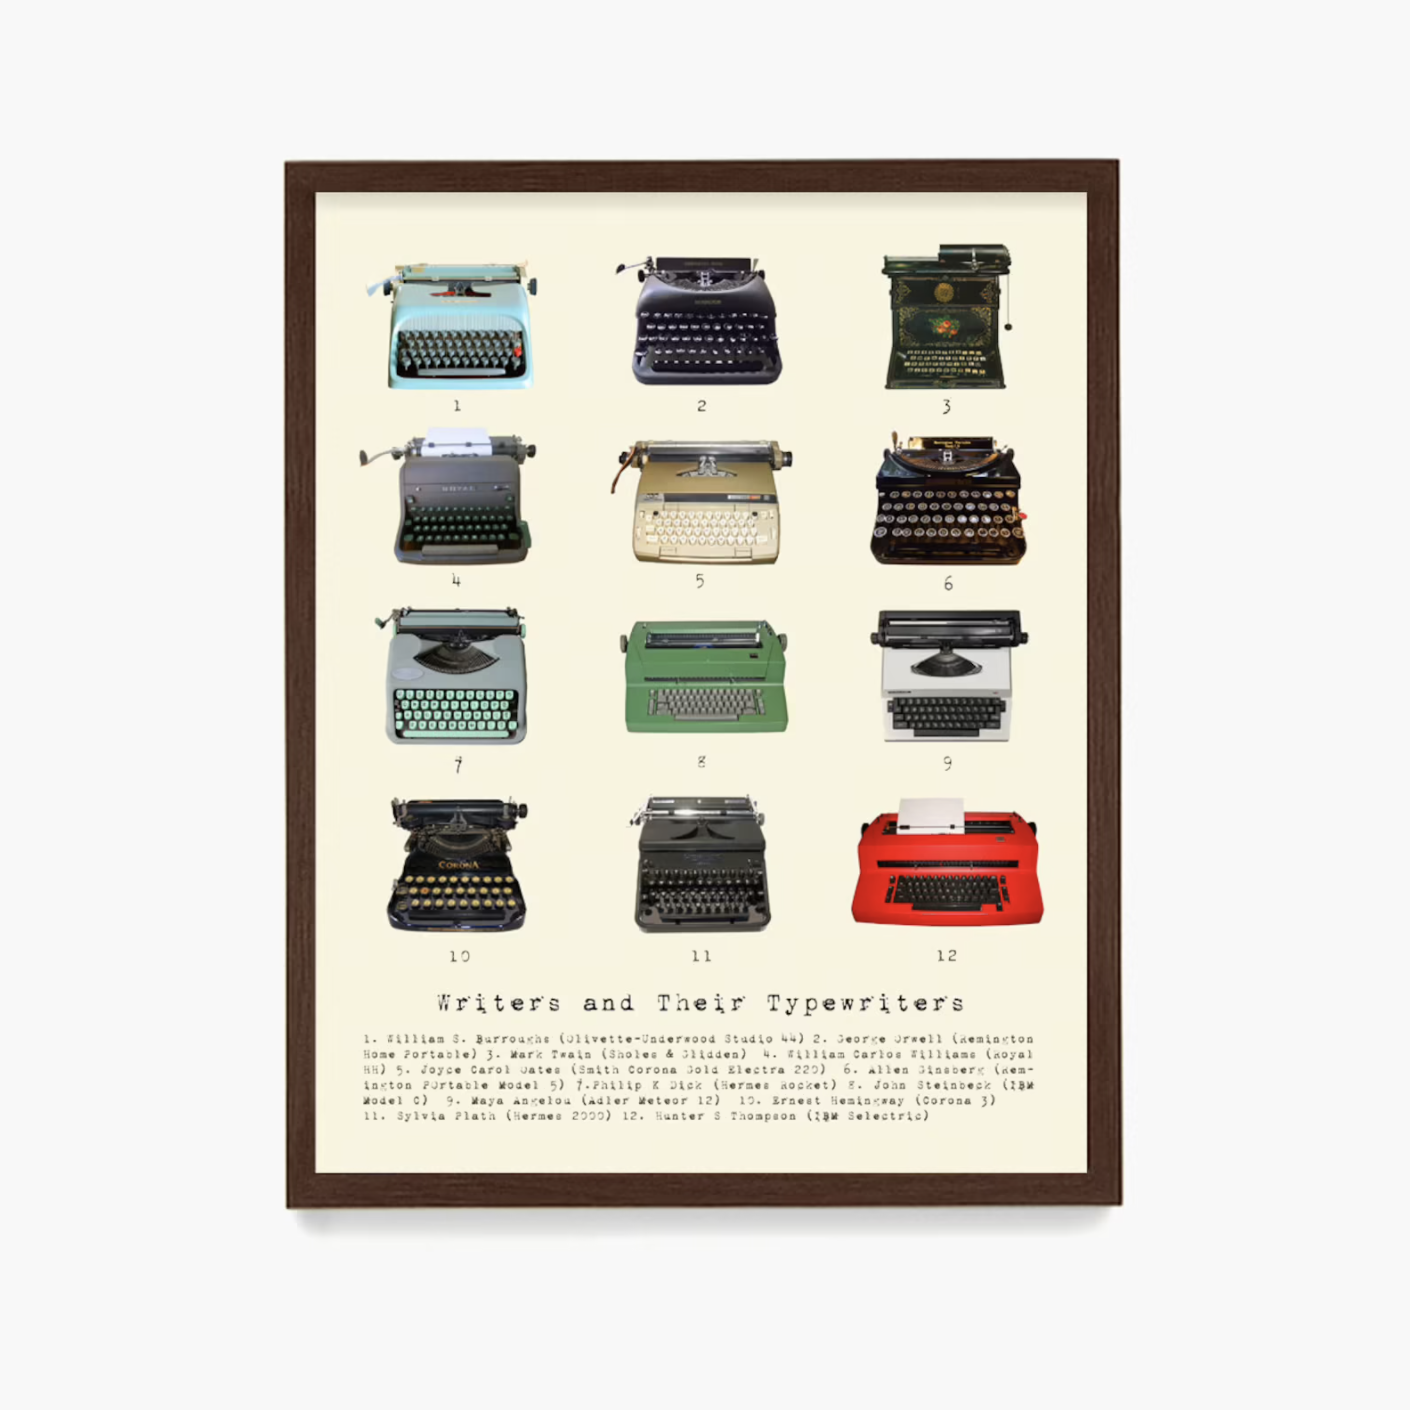 1
2
3
ROYAL
4
5
6
7
8
9
CORONA
10
11
12
Writers and Their Typewriters
1. William S. Burroughs (Olivette-Underwood Studio 44) 2. George Orwell (Remington
Home Portable) 3. Mark Twain (Sholes & Glidden) 4. William Carlos Williams (Royal
HH) 5. Joyce Carol Oates (Smith Corona Gold Electra 220) 6. Allen Ginsberg (Rem-
ington POrtable Model 5) 7.Philip K Dick (Hermes Rocket) 8. John Steinbeck (IBM
Model C) 9. Maya Angelou (Adler Meteor 12) 10. Ernest Hemingway (Corona 3)
11. Sylvia Plath (Hermes 2000) 12. Hunter S Thompson (IBM Selectric)